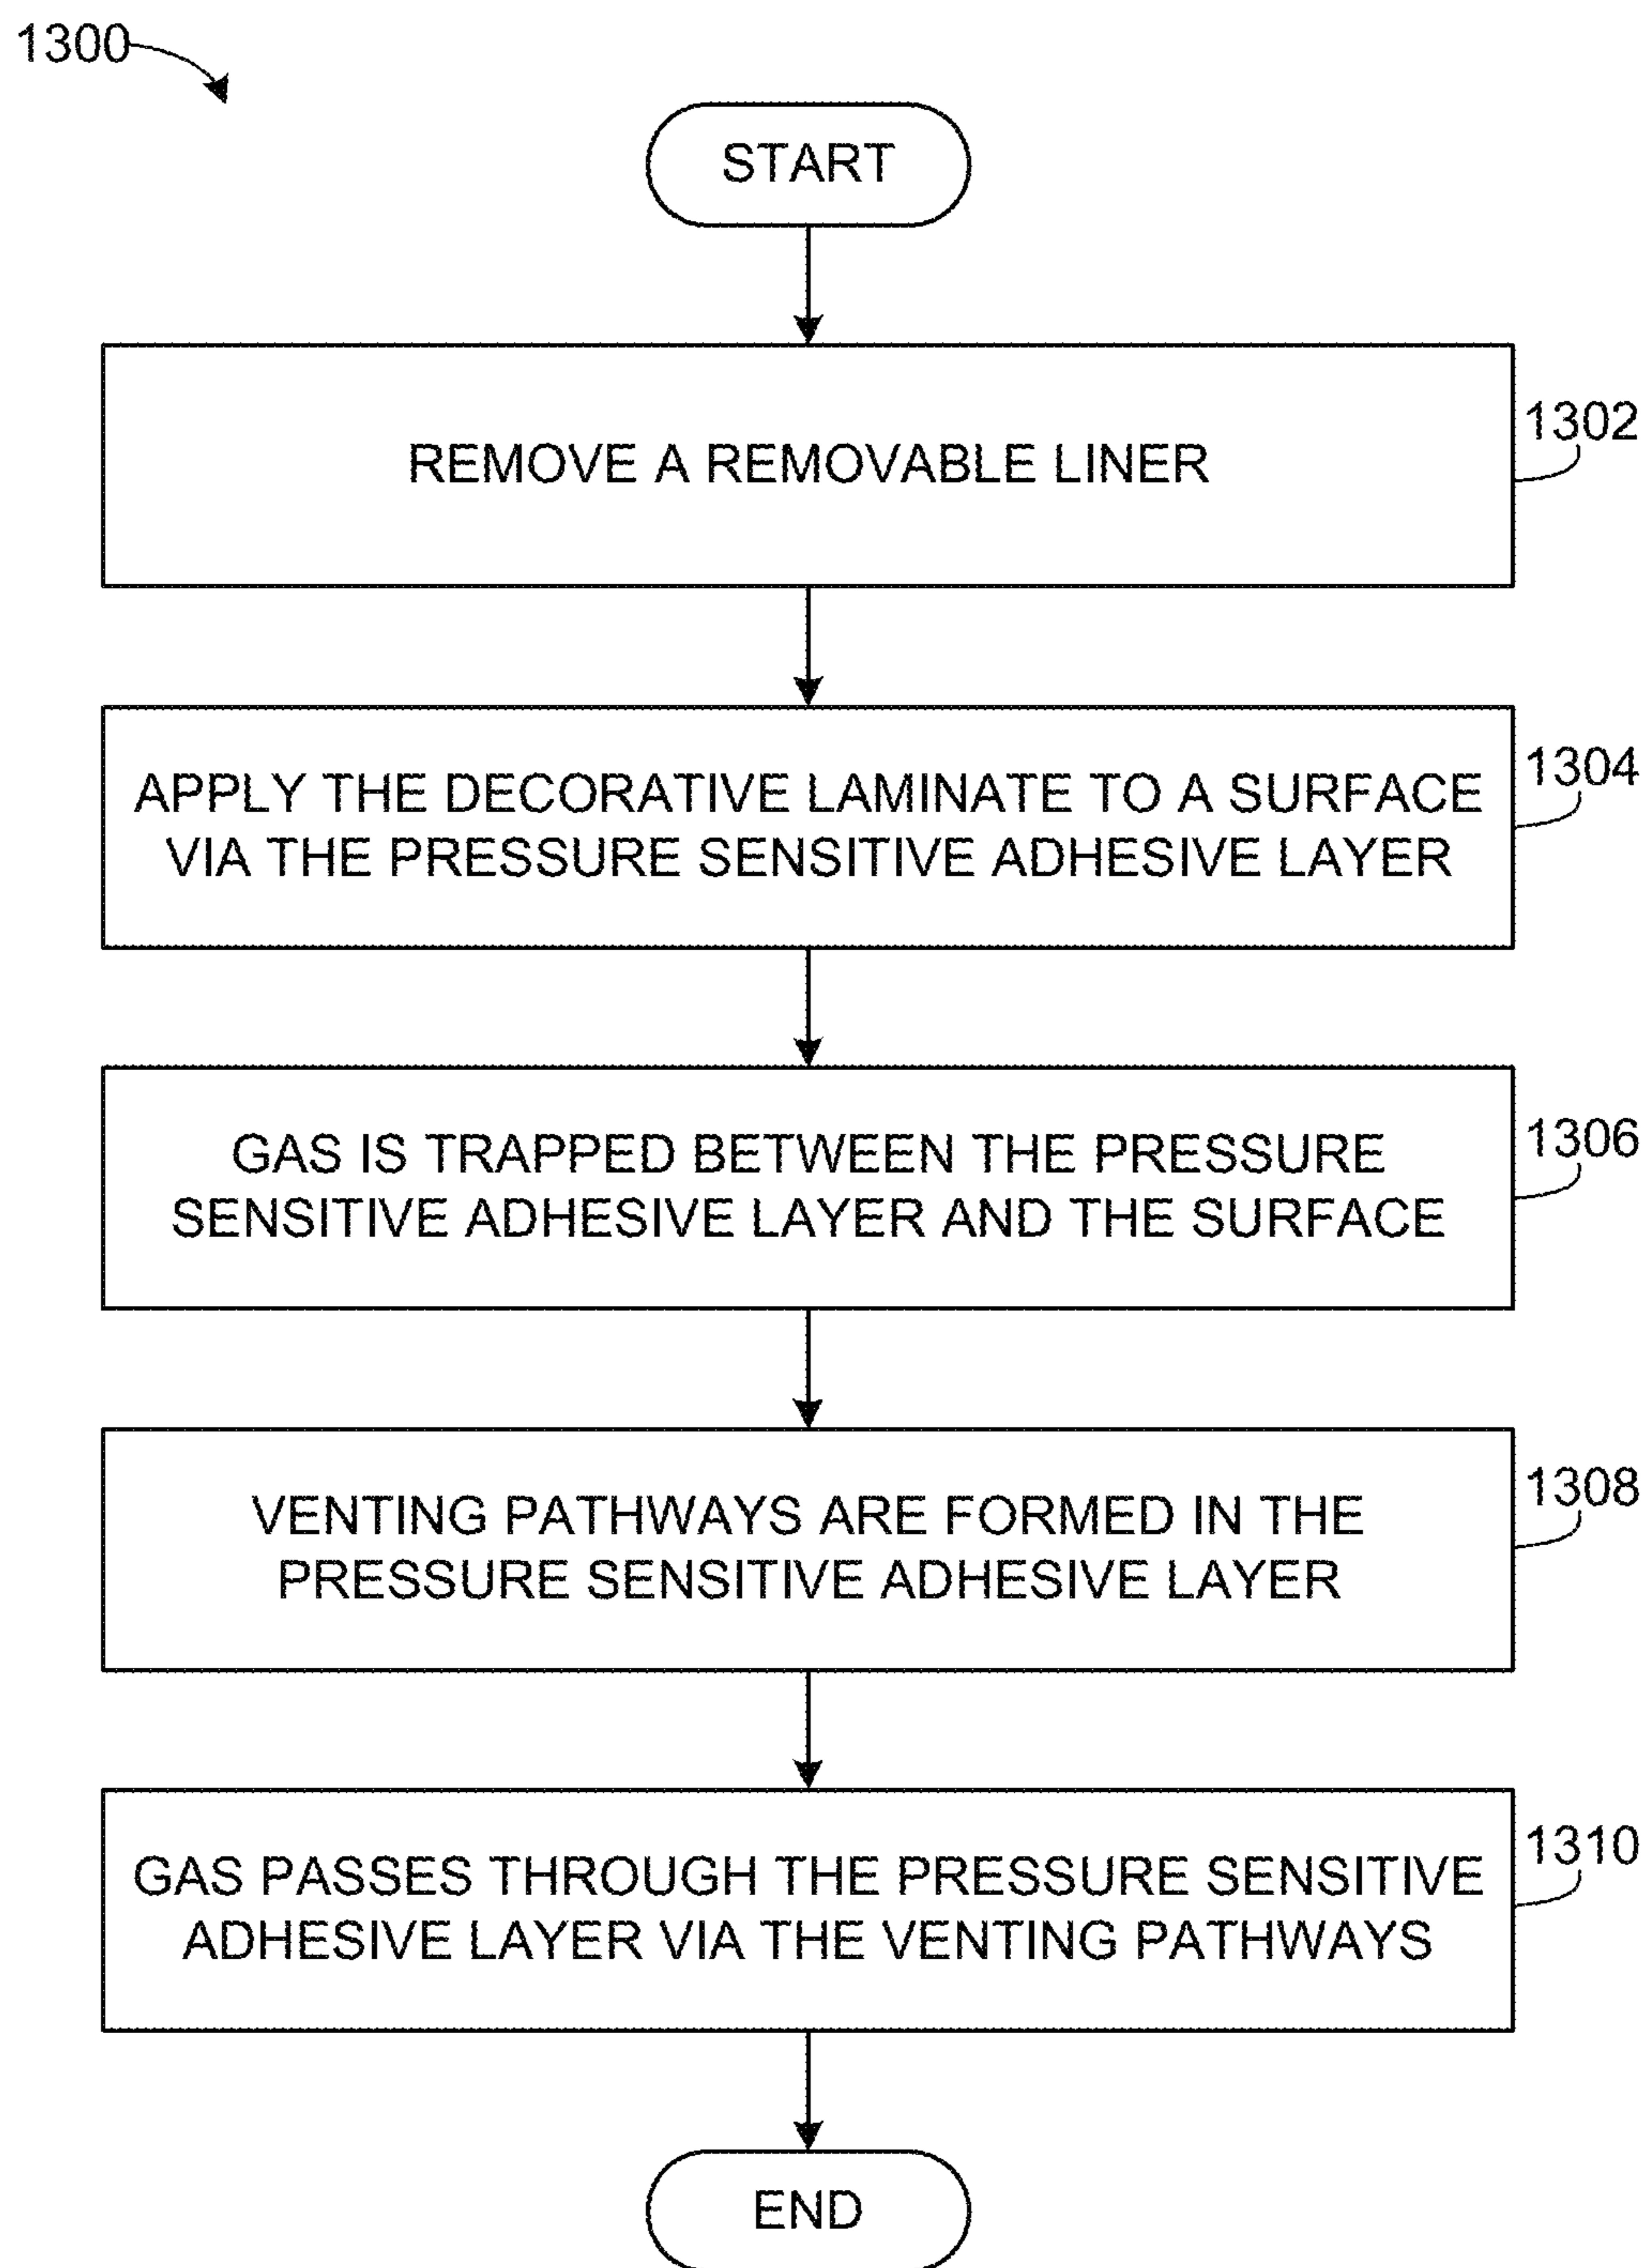 1300
START
REMOVE A REMOVABLE LINER
1302
APPLY THE DECORATIVE LAMINATE TO A SURFACE
VIA THE PRESSURE SENSITIVE ADHESIVE LAYER
1304
GAS IS TRAPPED BETWEEN THE PRESSURE
SENSITIVE ADHESIVE LAYER AND THE SURFACE
1306
VENTING PATHWAYS ARE FORMED IN THE
PRESSURE SENSITIVE ADHESIVE LAYER
1308
GAS PASSES THROUGH THE PRESSURE SENSITIVE
ADHESIVE LAYER VIA THE VENTING PATHWAYS
1310
END